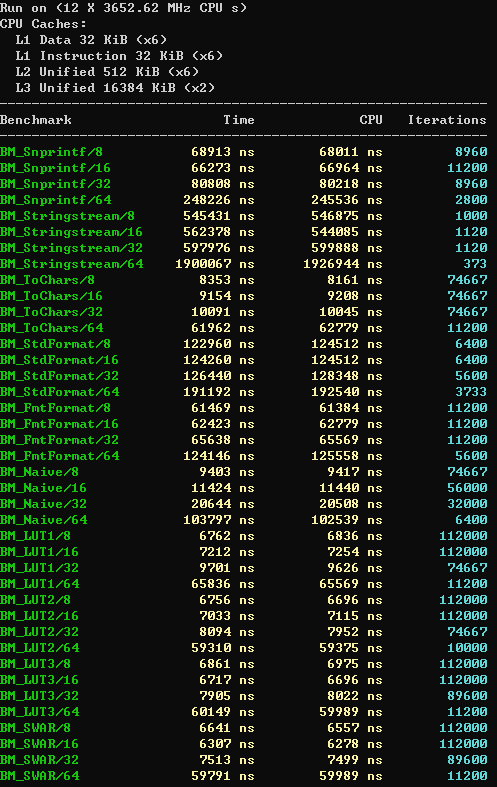 Run on (12 X 3652.62 MHz CPU s)
CPU Caches:
  L1 Data 32 KiB (x6)
  L1 Instruction 32 KiB (x6)
  L2 Unified 512 KiB (x6)
  L3 Unified 16384 KiB (x2)
Benchmark Time CPU Iterations
BM_Snprintf/8 68913 ns 68011 ns 8960
BM_Snprintf/16 66273 ns 66964 ns 11200
BM_Snprintf/32 80808 ns 80218 ns 8960
BM_Snprintf/64 248226 ns 245536 ns 2800
BM_Stringstream/8 545431 ns 546875 ns 1000
BM_Stringstream/16 562378 ns 544085 ns 1120
BM_Stringstream/32 597976 ns 599888 ns 1120
BM_Stringstream/64 1900067 ns 1926944 ns 373
BM_ToChars/8 8353 ns 8161 ns 74667
BM_ToChars/16 9154 ns 9208 ns 74667
BM_ToChars/32 10091 ns 10045 ns 74667
BM_ToChars/64 61962 ns 62779 ns 11200
BM_StdFormat/8 122960 ns 124512 ns 6400
BM_StdFormat/16 124260 ns 124512 ns 6400
BM_StdFormat/32 126440 ns 128348 ns 5600
BM_StdFormat/64 191192 ns 192540 ns 3733
BM_FmtFormat/8 61469 ns 61384 ns 11200
BM_FmtFormat/16 62423 ns 62779 ns 11200
BM_FmtFormat/32 65638 ns 65569 ns 11200
BM_FmtFormat/64 124146 ns 125558 ns 5600
BM_Naive/8 9403 ns 9417 ns 74667
BM_Naive/16 11424 ns 11440 ns 56000
BM_Naive/32 20644 ns 20508 ns 32000
BM_Naive/64 103797 ns 102539 ns 6400
BM_LUT1/8 6762 ns 6836 ns 112000
BM_LUT1/16 7212 ns 7254 ns 112000
BM_LUT1/32 9701 ns 9626 ns 74667
BM_LUT1/64 65836 ns 65569 ns 11200
BM_LUT2/8 6756 ns 6696 ns 112000
BM_LUT2/16 7033 ns 7115 ns 112000
BM_LUT2/32 8094 ns 7952 ns 74667
BM_LUT2/64 59310 ns 59375 ns 10000
BM_LUT3/8 6861 ns 6975 ns 112000
BM_LUT3/16 6717 ns 6696 ns 112000
BM_LUT3/32 7905 ns 8022 ns 89600
BM_LUT3/64 60149 ns 59989 ns 11200
BM_SWAR/8 6641 ns 6557 ns 112000
BM_SWAR/16 6307 ns 6278 ns 112000
BM_SWAR/32 7513 ns 7499 ns 89600
BM_SWAR/64 59791 ns 59989 ns 11200